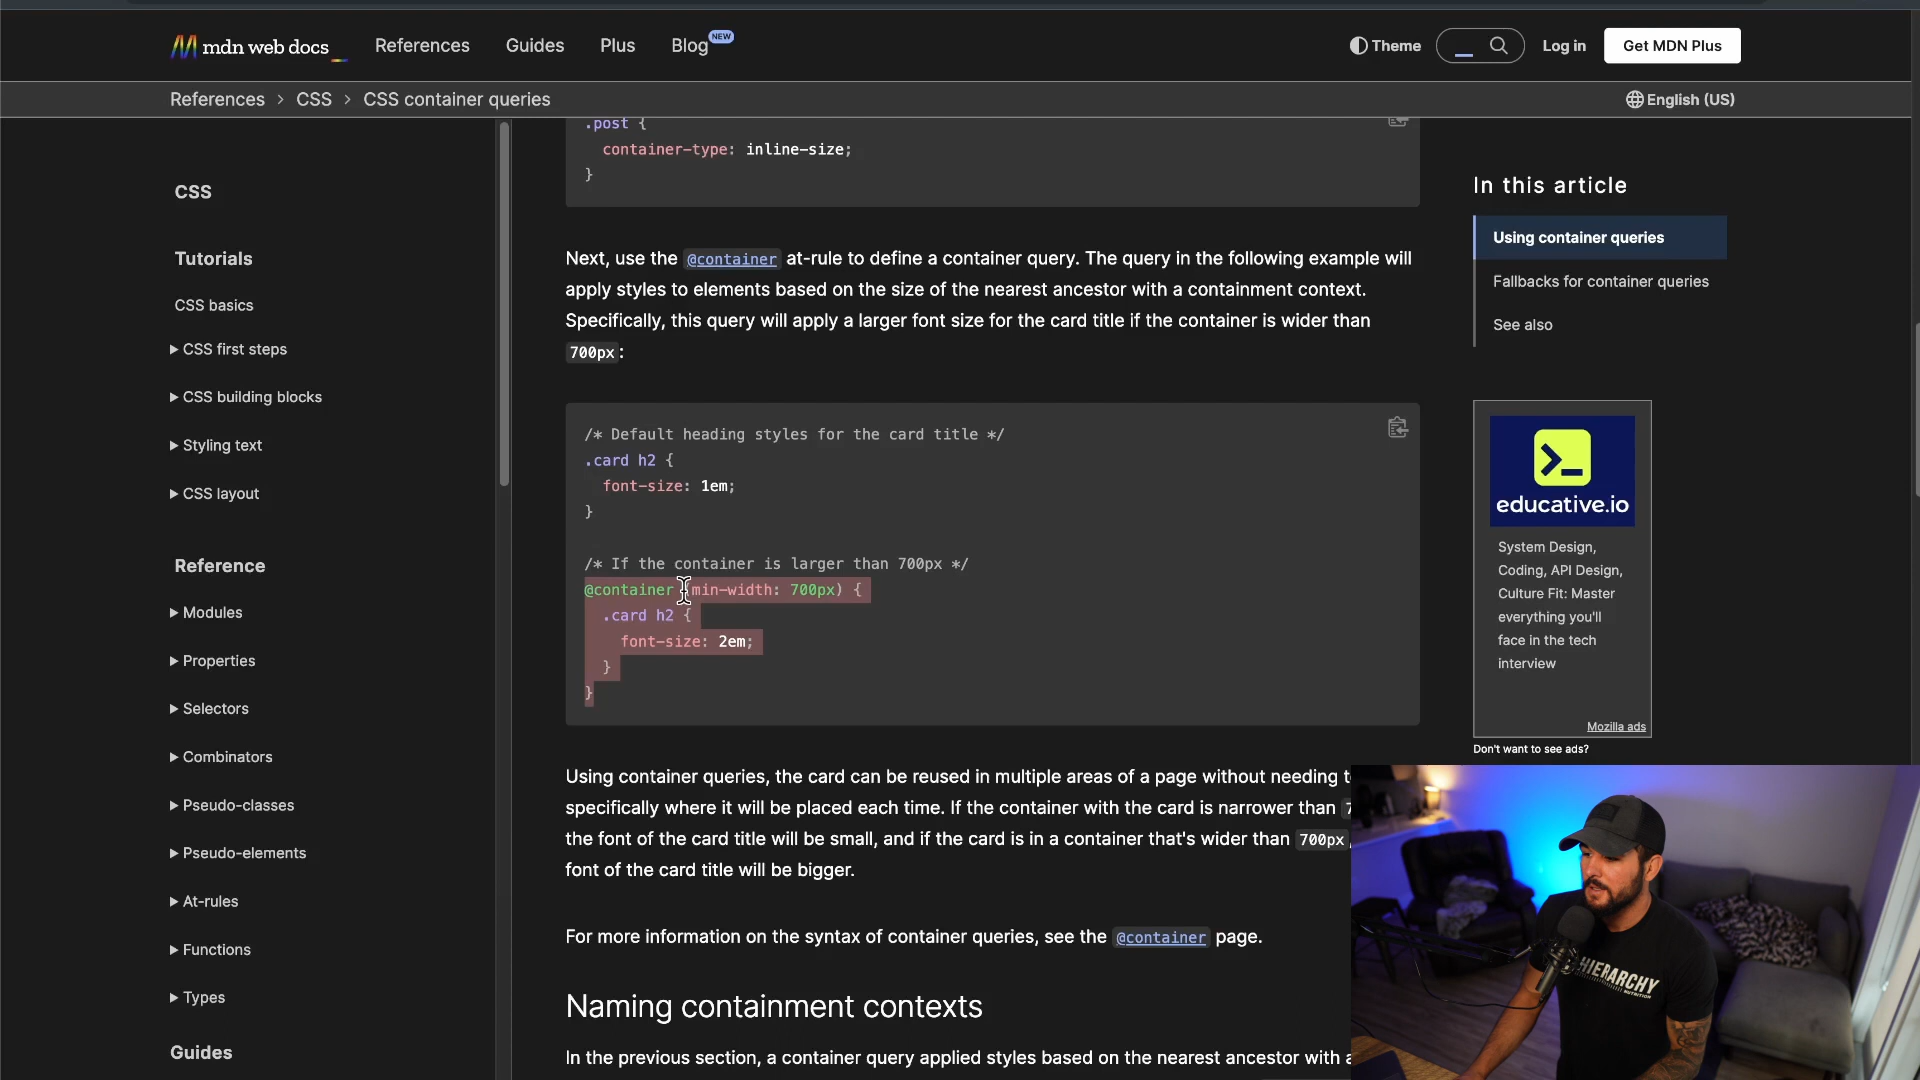 mdn web docs
References
Guides
Plus
Blog
NEW
Theme
Log in
Get MDN Plus
References > CSS > CSS container queries
English (US)
CSS
Tutorials
CSS basics
CSS first steps
CSS building blocks
Styling text
CSS layout
Reference
Modules
Properties
Selectors
Combinators
Pseudo-classes
Pseudo-elements
At-rules
Functions
Types
Guides
.post {
container-type: inline-size;
}
Next, use the @container at-rule to define a container query. The query in the following example will
apply styles to elements based on the size of the nearest ancestor with a containment context.
Specifically, this query will apply a larger font size for the card title if the container is wider than
700px:
/* Default heading styles for the card title */
.card h2 {
font-size: 1em;
}
/* If the container is larger than 700px */
@container (min-width: 700px) {
.card h2 {
font-size: 2em;
}
}
Using container queries, the card can be reused in multiple areas of a page without needing
specifically where it will be placed each time. If the container with the card is narrower than
the font of the card title will be small, and if the card is in a container that's wider than 700px,
font of the card title will be bigger.
For more information on the syntax of container queries, see the @container page.
Naming containment contexts
In the previous section, a container query applied styles based on the nearest ancestor with a
In this article
Using container queries
Fallbacks for container queries
See also
educative.io
System Design,
Coding, API Design,
Culture Fit: Master
everything you'll
face in the tech
interview
Mozilla ads
Don't want to see ads?
HIERARCHY
NUTRITION